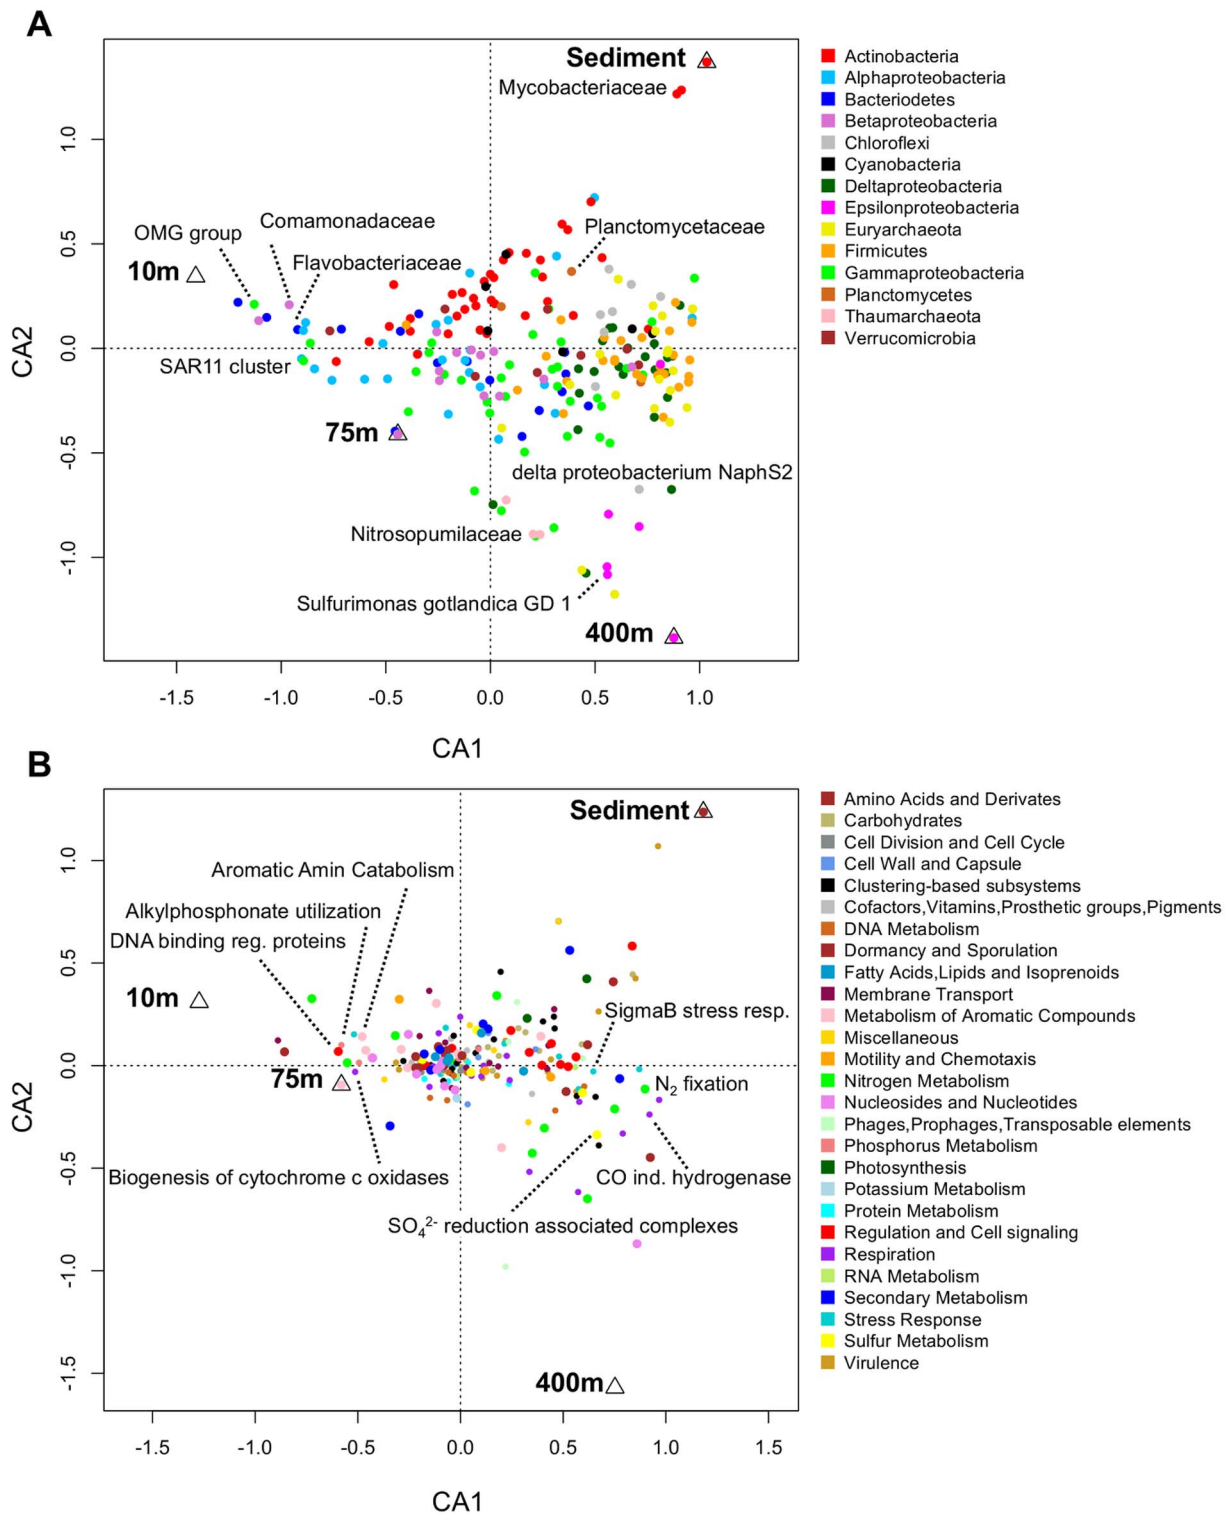 A
Sediment
Mycobacteriaceae
Planctomycetaceae
Comamonadaceae
OMG group
Flavobacteriaceae
10m
SAR11 cluster
75m
delta proteobacterium NaphS2
Nitrosopumilaceae
Sulfurimonas gotlandica GD 1
400m
CA2
1.0
0.5
0.0
-0.5
-1.0
-1.5
-1.0
-0.5
0.0
0.5
1.0
CA1
Actinobacteria
Alphaproteobacteria
Bacteriodetes
Betaproteobacteria
Chloroflexi
Cyanobacteria
Deltaproteobacteria
Epsilonproteobacteria
Euryarchaeota
Firmicutes
Gammaproteobacteria
Planctomycetes
Thaumarchaeota
Verrucomicrobia
B
Sediment
Aromatic Amin Catabolism
Alkylphosphonate utilization
DNA binding reg. proteins
10m
SigmaB stress resp.
75m
N2 fixation
Biogenesis of cytochrome c oxidases
CO ind. hydrogenase
SO42- reduction associated complexes
400m
CA2
1.0
0.5
0.0
-0.5
-1.0
-1.5
-1.5
-1.0
-0.5
0.0
0.5
1.0
1.5
CA1
Amino Acids and Derivates
Carbohydrates
Cell Division and Cell Cycle
Cell Wall and Capsule
Clustering-based subsystems
Cofactors,Vitamins,Prosthetic groups,Pigments
DNA Metabolism
Dormancy and Sporulation
Fatty Acids,Lipids and Isoprenoids
Membrane Transport
Metabolism of Aromatic Compounds
Miscellaneous
Motility and Chemotaxis
Nitrogen Metabolism
Nucleosides and Nucleotides
Phages,Prophages,Transposable elements
Phosphorus Metabolism
Photosynthesis
Potassium Metabolism
Protein Metabolism
Regulation and Cell signaling
Respiration
RNA Metabolism
Secondary Metabolism
Stress Response
Sulfur Metabolism
Virulence